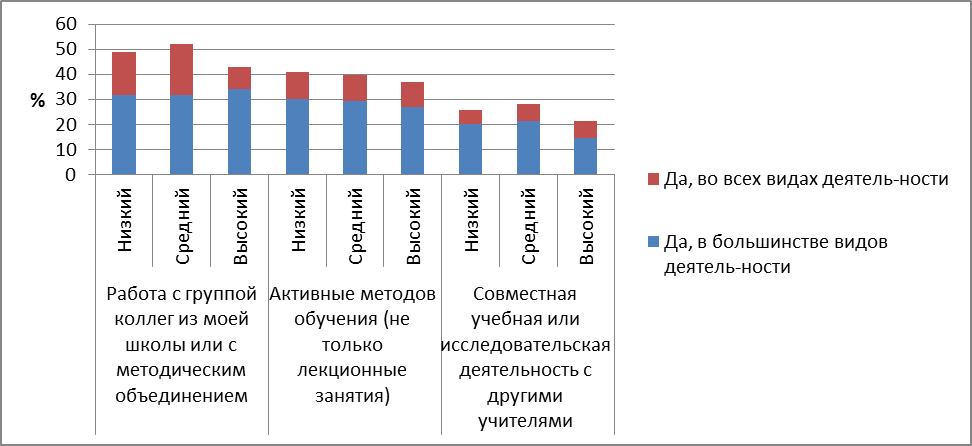 60
50
40
30
20
10
0
%
Низкий
Средний
Высокий
Низкий
Средний
Высокий
Низкий
Средний
Высокий
Работа с группой
коллег из моей
школы или с
методическим
объединением
Активные методов
обучения (не
только
лекционные
занятия)
Совместная
учебная или
исследовательская
деятельность с
другими
учителями
Да, во всех видах деятель-ности
Да, в большинстве видов
деятель-ности